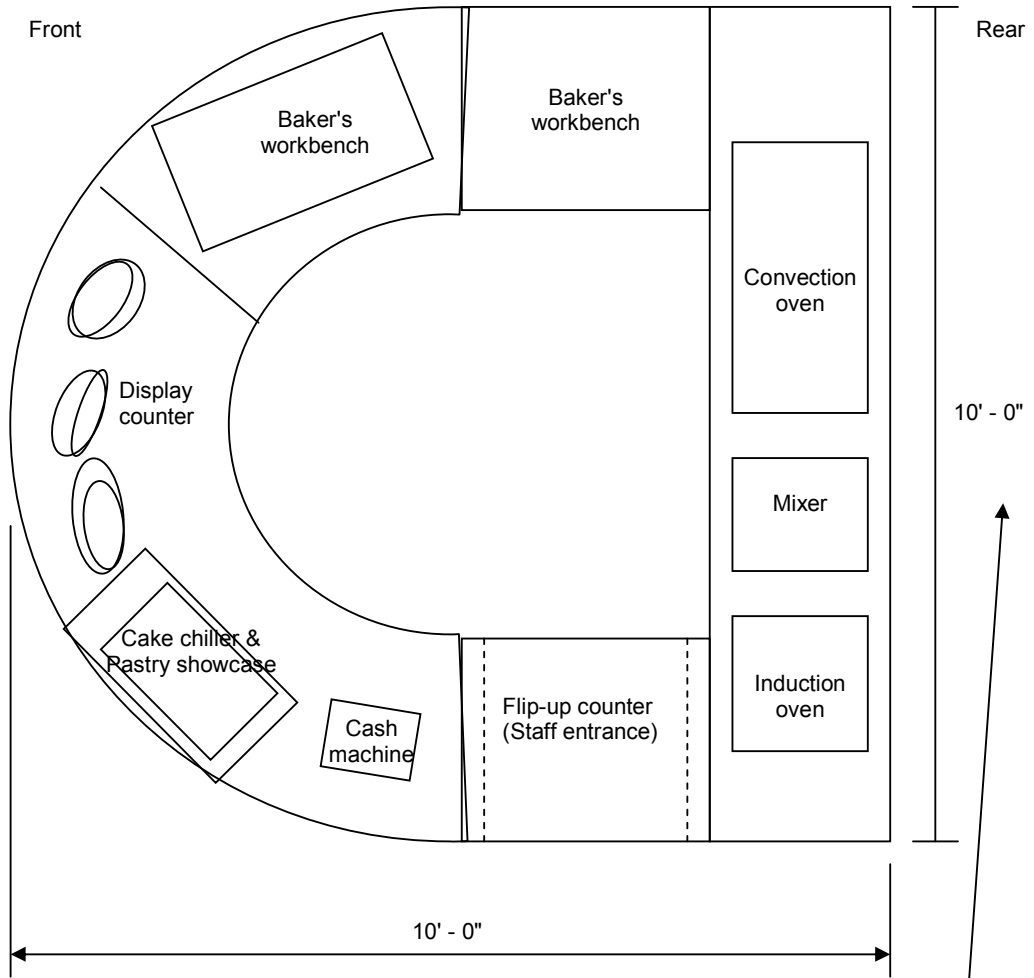 Front
Rear
Baker's
workbench
Baker's
workbench
Convection
oven
Display
counter
10' - 0"
Mixer
Cake chiller &
Pastry showcase
Induction
oven
Flip-up counter
(Staff entrance)
Cash
machine
10' - 0"